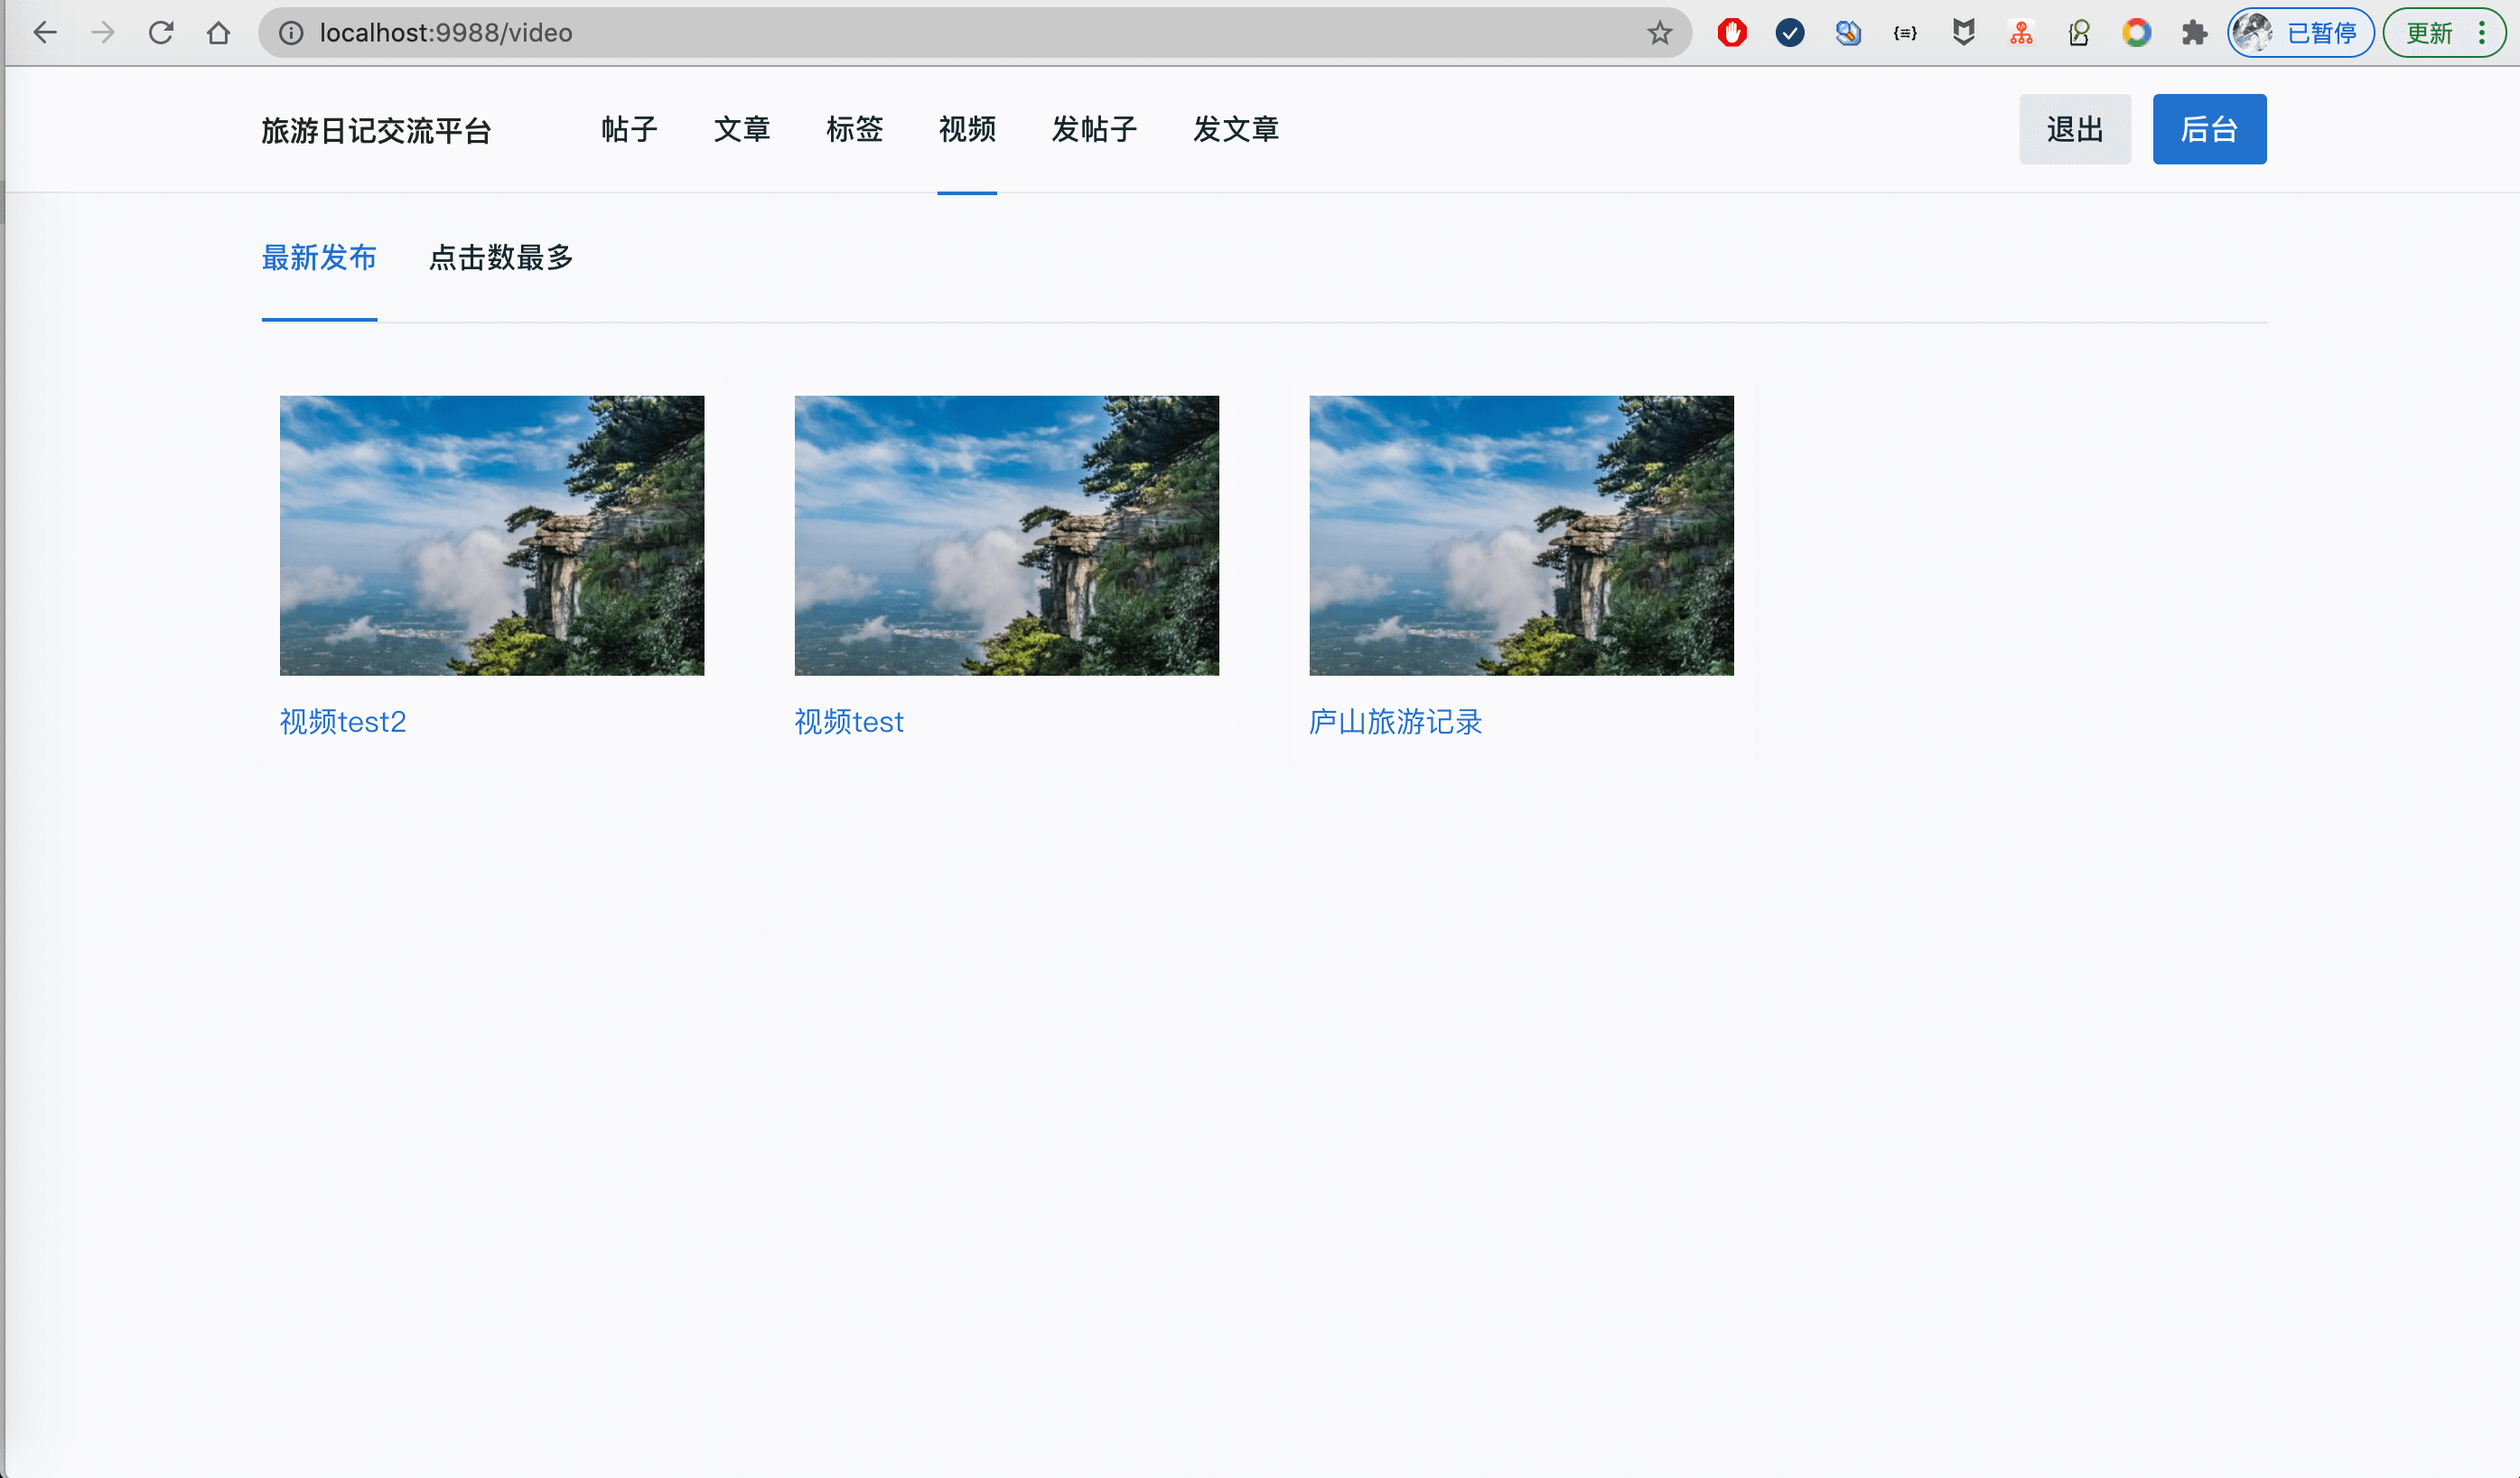 localhost:9988/video
已暂停
更新
旅游日记交流平台 帖子 文章 标签 视频 发帖子 发文章 退出 后台
最新发布 点击数最多
视频test2 视频test 庐山旅游记录